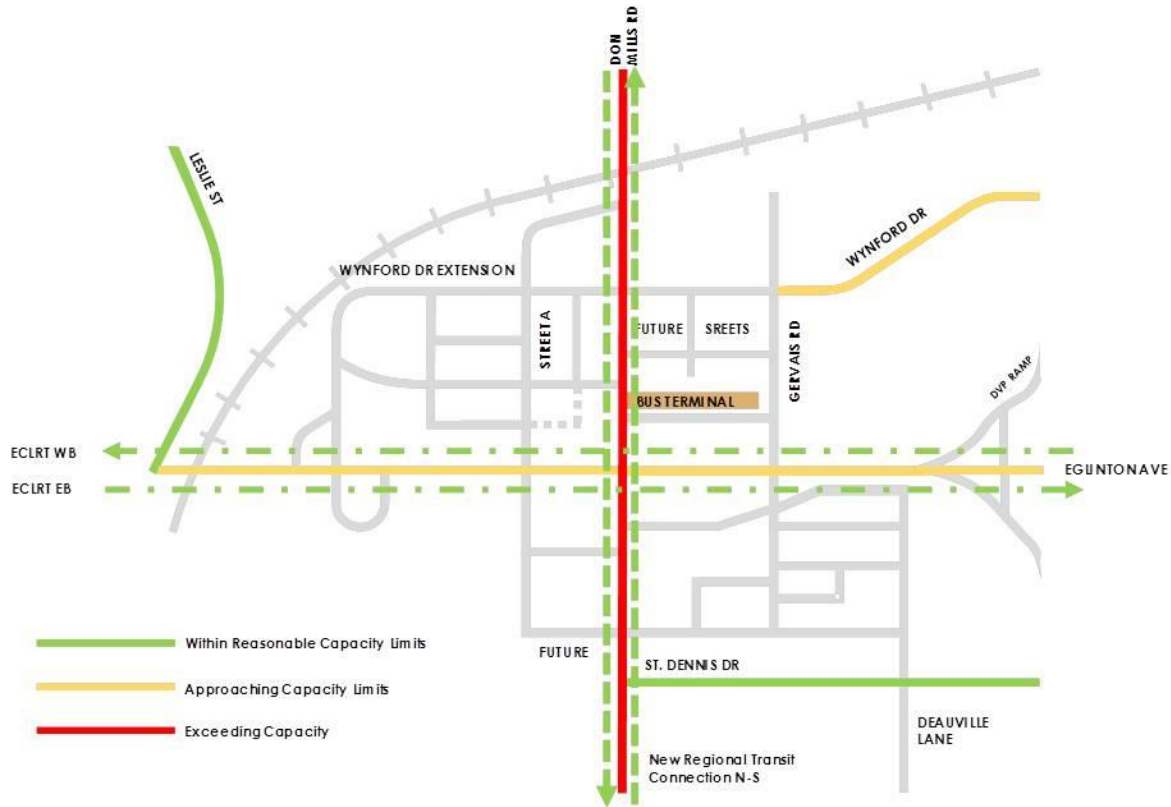 DON
MILLS RD
LESLIE ST
WYNFORD DR
WYNFORD DR EXTENSION
STREET A
FUTURE SREETS
GERVAIS RD
DVP RAMP
BUS TERMINAL
ECLRT WB
EGLINTON AVE
ECLRT EB
Within Reasonable Capacity Limits
FUTURE
ST. DENNIS DR
Approaching Capacity Limits
Exceeding Capacity
DEAUVILLE
LANE
New Regional Transit
Connection N-S